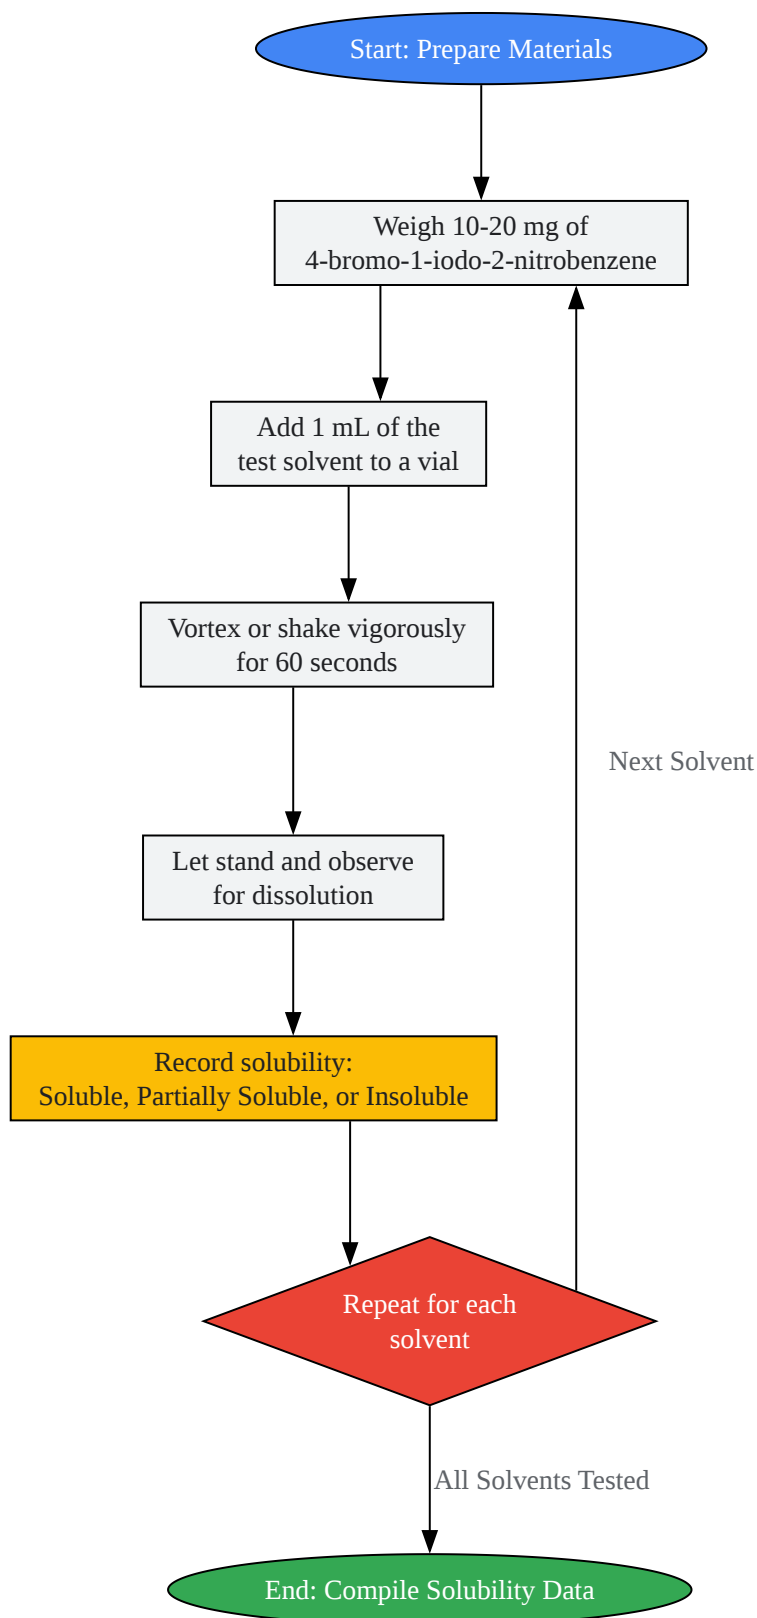 Start: Prepare Materials
Weigh 10-20 mg of
4-bromo-1-iodo-2-nitrobenzene
Add 1 mL of the
test solvent to a vial
Vortex or shake vigorously
for 60 seconds
Next Solvent
Let stand and observe
for dissolution
Record solubility:
Soluble, Partially Soluble, or Insoluble
Repeat for each
solvent
All Solvents Tested
End: Compile Solubility Data